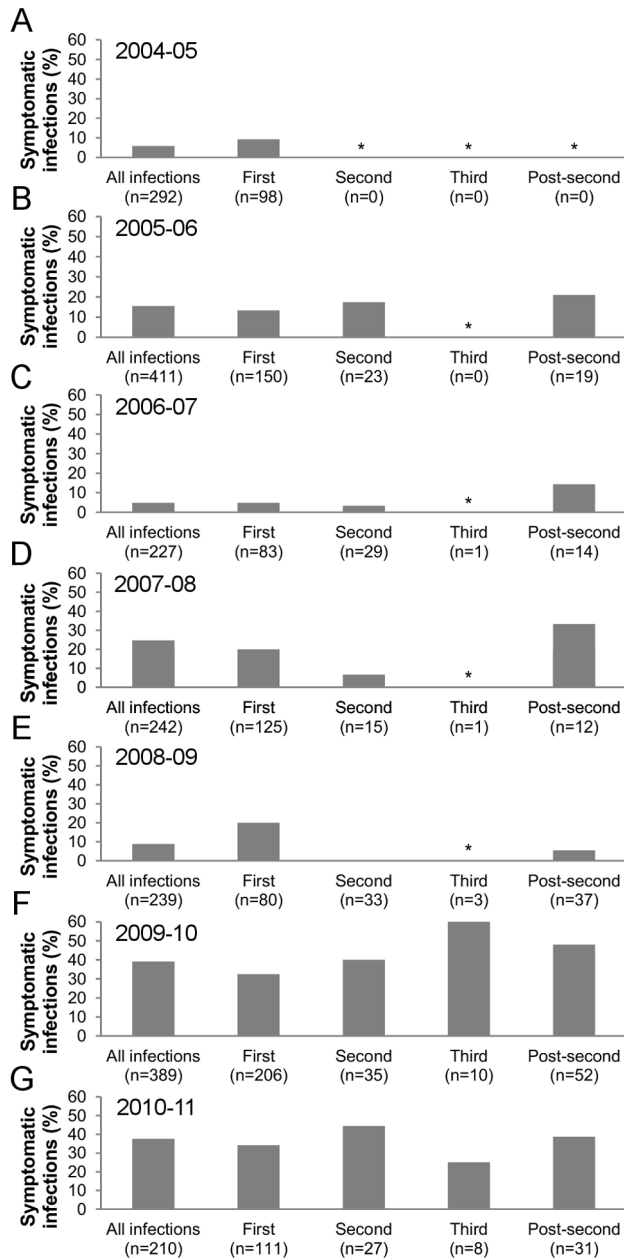 A
2004-05
Symptomatic
infections (%)
60
50
40
30
20
10
0
* * *
All infections First Second Third Post-second
(n=292) (n=98) (n=0) (n=0) (n=0)
B
2005-06
Symptomatic
infections (%)
60
50
40
30
20
10
0
*
All infections First Second Third Post-second
(n=411) (n=150) (n=23) (n=0) (n=19)
C
2006-07
Symptomatic
infections (%)
60
50
40
30
20
10
0
*
All infections First Second Third Post-second
(n=227) (n=83) (n=29) (n=1) (n=14)
D
2007-08
Symptomatic
infections (%)
60
50
40
30
20
10
0
*
All infections First Second Third Post-second
(n=242) (n=125) (n=15) (n=1) (n=12)
E
2008-09
Symptomatic
infections (%)
60
50
40
30
20
10
0
*
All infections First Second Third Post-second
(n=239) (n=80) (n=33) (n=3) (n=37)
F
2009-10
Symptomatic
infections (%)
60
50
40
30
20
10
0
All infections First Second Third Post-second
(n=389) (n=206) (n=35) (n=10) (n=52)
G
2010-11
Symptomatic
infections (%)
60
50
40
30
20
10
0
All infections First Second Third Post-second
(n=210) (n=111) (n=27) (n=8) (n=31)